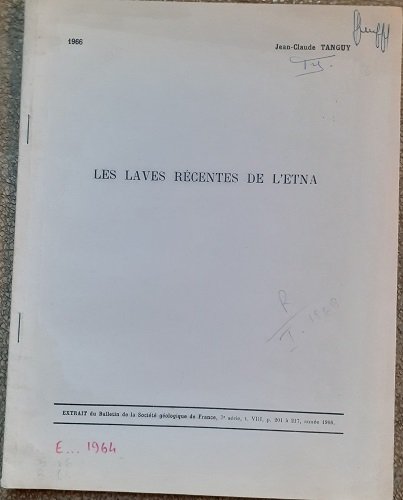 1966
Jean-Claude TANGUY
LES LAVES RÉCENTES DE L'ETNA
R
EXTRAIT du Bulletin de la Société géologique de France, 7e série, t. VIII, p. 201 à 217, année 1966.
E... 1964